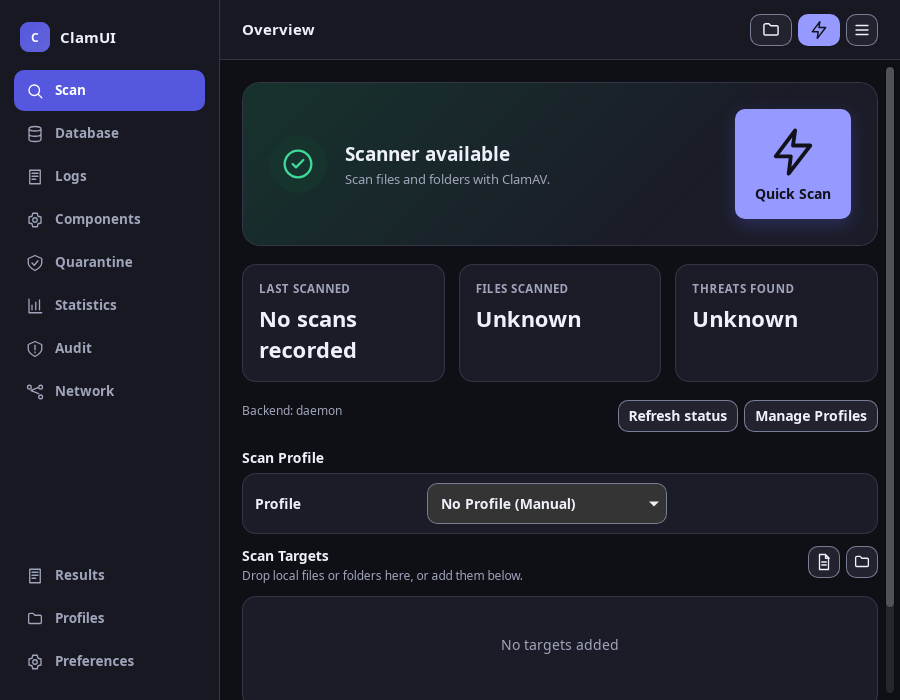 C ClamUI
Overview
Scan
Database
Logs
Components
Quarantine
Statistics
Audit
Network
Results
Profiles
Preferences
Scanner available
Scan files and folders with ClamAV.
Quick Scan
LAST SCANNED
No scans
recorded
FILES SCANNED
Unknown
THREATS FOUND
Unknown
Backend: daemon
Refresh status
Manage Profiles
Scan Profile
Profile
No Profile (Manual)
Scan Targets
Drop local files or folders here, or add them below.
No targets added